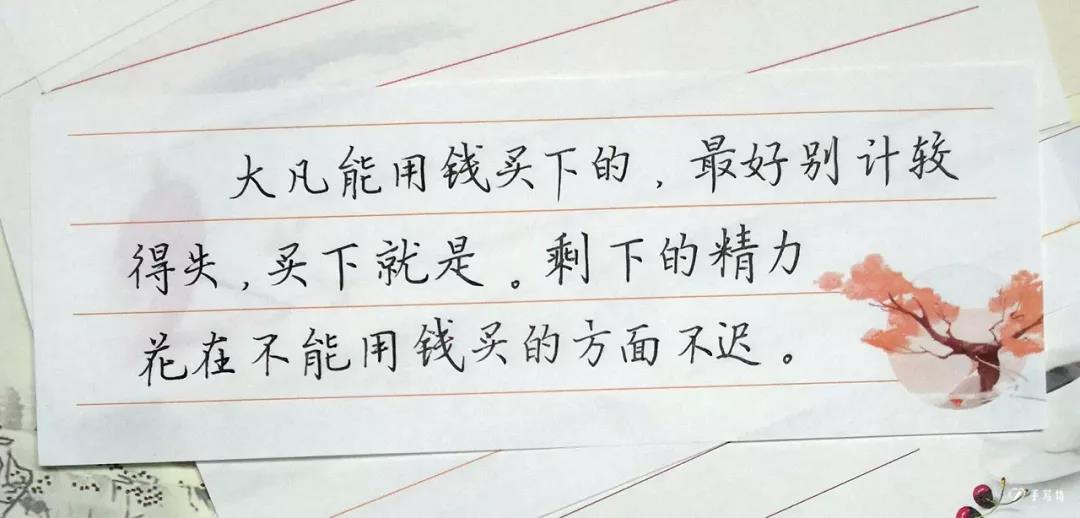 大凡能用钱买下的，最好别计较
得失，买下就是。剩下的精力
花在不能用钱买的方面不迟。
手写情